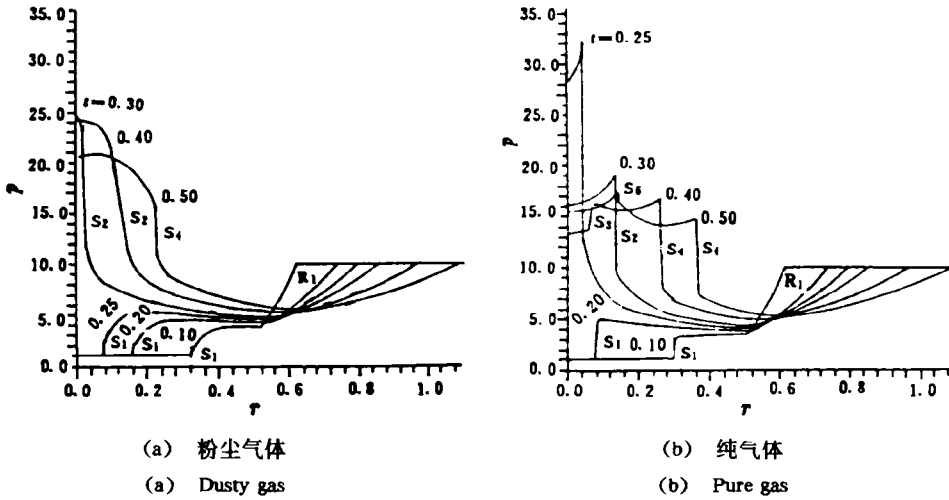 35.0
30.0
25.0
20.0
15.0
10.0
5.0
0.0
p
t=0.30
0.40
0.50
S2
S2
S4
R1
0.25
0.20
0.10
S1
S1
S1
0.0 0.2 0.4 0.6 0.8 1.0
r
(a) 粉尘气体
(a) Dusty gas
35.0
30.0
25.0
20.0
15.0
10.0
5.0
0.0
p
t=0.25
0.30
S6
0.40
0.50
S3
S2
S4
S4
R1
0.20
S1
0.10
S1
0.0 0.2 0.4 0.6 0.8 1.0
r
(b) 纯气体
(b) Pure gas